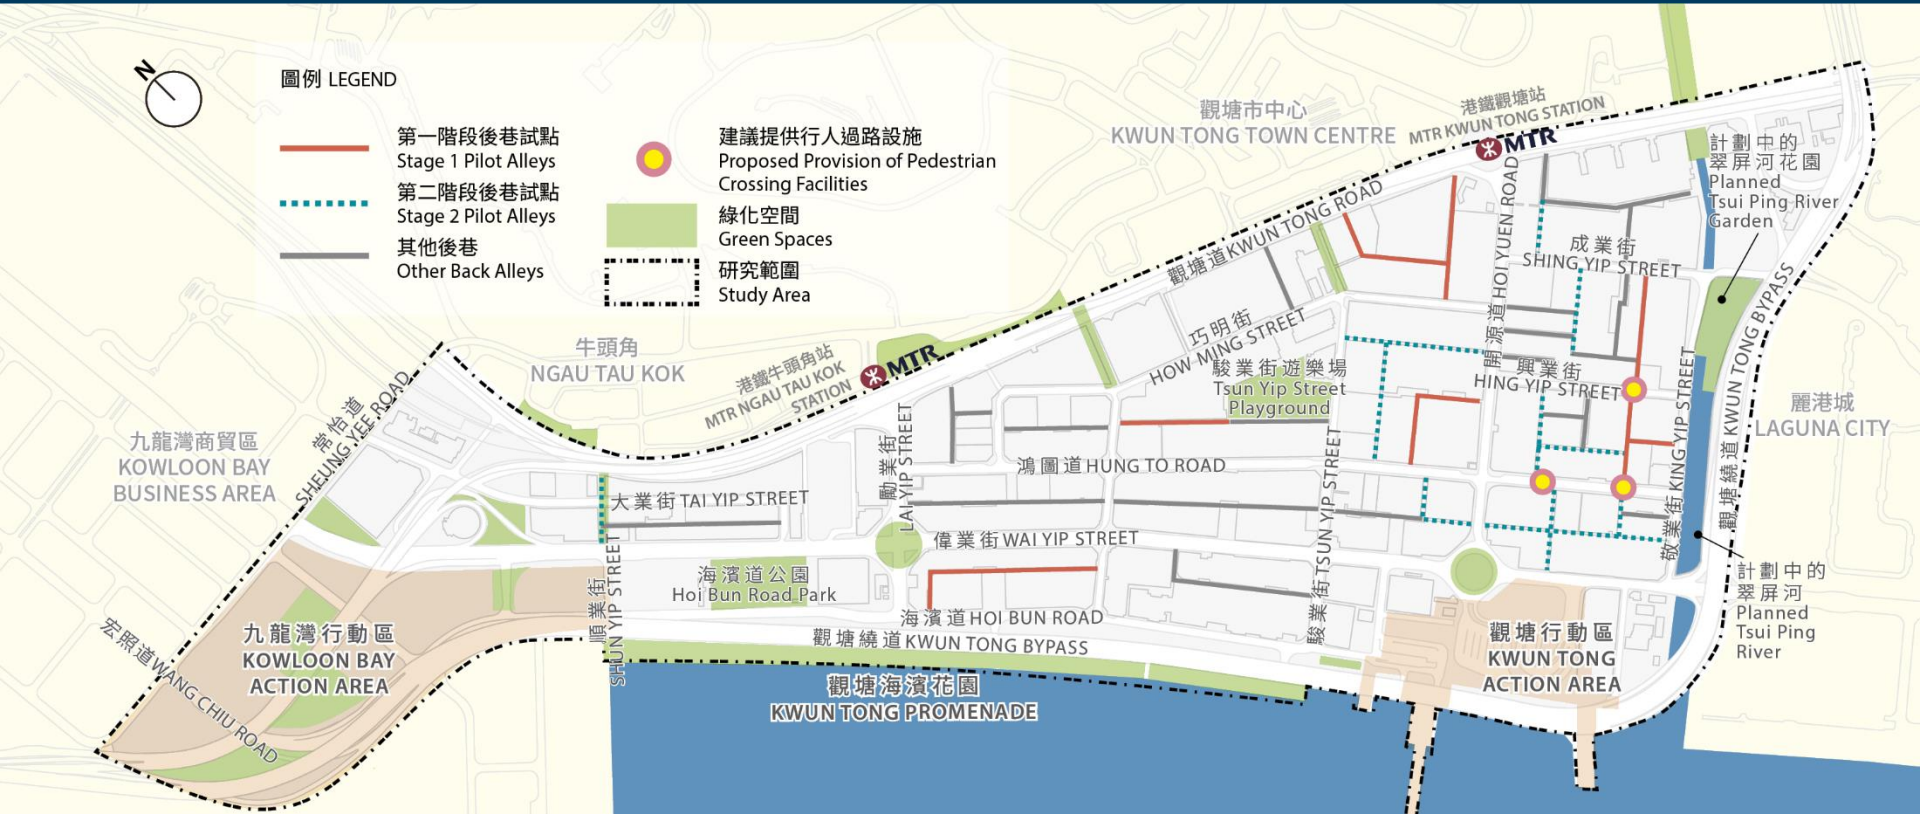 N
圖例 LEGEND
第一階段後巷試點
Stage 1 Pilot Alleys
第二階段後巷試點
Stage 2 Pilot Alleys
其他後巷
Other Back Alleys
建議提供行人過路設施
Proposed Provision of Pedestrian
Crossing Facilities
綠化空間
Green Spaces
研究範圍
Study Area
觀塘市中心
KWUN TONG TOWN CENTRE
港鐵觀塘站
MTR KWUN TONG STATION
MTR
計劃中的
翠屏河花園
Planned
Tsui Ping River
Garden
觀塘道 KWUN TONG ROAD
開源道 HOI YUEN ROAD
成業街
SHING YIP STREET
巧明街
HOW MING STREET
牛頭角
NGAU TAU KOK
港鐵牛頭角站
MTR NGAU TAU KOK
STATION
MTR
駿業街遊樂場
Tsun Yip Street
Playground
興業街
HING YIP STREET
麗港城
LAGUNA CITY
觀塘繞道 KWUN TONG BYPASS
敬業街 KING YIP STREET
常怡道
SHEUNG YEE ROAD
九龍灣商貿區
KOWLOON BAY
BUSINESS AREA
勵業街
LAI YIP STREET
鴻圖道 HUNG TO ROAD
大業街 TAI YIP STREET
偉業街 WAI YIP STREET
駿業街 TSUN YIP STREET
順業街
SHUN YIP STREET
海濱道公園
Hoi Bun Road Park
海濱道 HOI BUN ROAD
觀塘繞道 KWUN TONG BYPASS
計劃中的
翠屏河
Planned
Tsui Ping
River
九龍灣行動區
KOWLOON BAY
ACTION AREA
宏照道 WANG CHIU ROAD
觀塘行動區
KWUN TONG
ACTION AREA
觀塘海濱花園
KWUN TONG PROMENADE